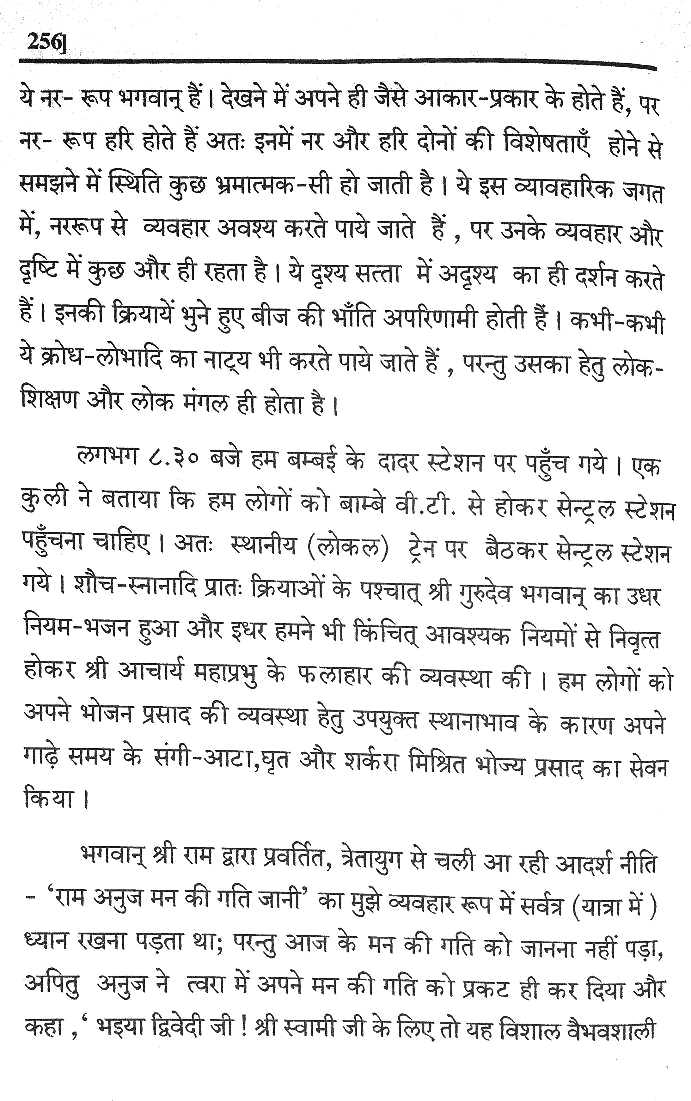 256]
ये नर- रूप भगवान् हैं। देखने में अपने ही जैसे आकार-प्रकार के होते हैं, पर
नर- रूप हरि होते हैं अतः इनमें नर और हरि दोनों की विशेषताएँ होने से
समझने में स्थिति कुछ भ्रमात्मक-सी हो जाती है। ये इस व्यावहारिक जगत
में, नररूप से व्यवहार अवश्य करते पाये जाते हैं , पर उनके व्यवहार और
दृष्टि में कुछ और ही रहता है। ये दृश्य सत्ता में अदृश्य का ही दर्शन करते
हैं। इनकी क्रियायें भुने हुए बीज की भाँति अपरिणामी होती हैं। कभी-कभी
ये क्रोध-लोभादि का नाट्य भी करते पाये जाते हैं , परन्तु उसका हेतु लोक-
शिक्षण और लोक मंगल ही होता है।
लगभग ८.३० बजे हम बम्बई के दादर स्टेशन पर पहुँच गये। एक
कुली ने बताया कि हम लोगों को बाम्बे वी.टी. से होकर सेन्ट्रल स्टेशन
पहुँचना चाहिए। अतः स्थानीय (लोकल) ट्रेन पर बैठकर सेन्ट्रल स्टेशन
गये। शौच-स्नानादि प्रातः क्रियाओं के पश्चात् श्री गुरुदेव भगवान् का उधर
नियम-भजन हुआ और इधर हमने भी किंचित् आवश्यक नियमों से निवृत्त
होकर श्री आचार्य महाप्रभु के फलाहार की व्यवस्था की। हम लोगों को
अपने भोजन प्रसाद की व्यवस्था हेतु उपयुक्त स्थानाभाव के कारण अपने
गाढ़े समय के संगी-आटा,घृत और शर्करा मिश्रित भोज्य प्रसाद का सेवन
किया।
भगवान् श्री राम द्वारा प्रवर्तित, त्रेतायुग से चली आ रही आदर्श नीति
- ‘राम अनुज मन की गति जानी’ का मुझे व्यवहार रूप में सर्वत्र (यात्रा में )
ध्यान रखना पड़ता था; परन्तु आज के मन की गति को जानना नहीं पड़ा,
अपितु अनुज ने त्वरा में अपने मन की गति को प्रकट ही कर दिया और
कहा ,‘ भइया द्विवेदी जी ! श्री स्वामी जी के लिए तो यह विशाल वैभवशाली